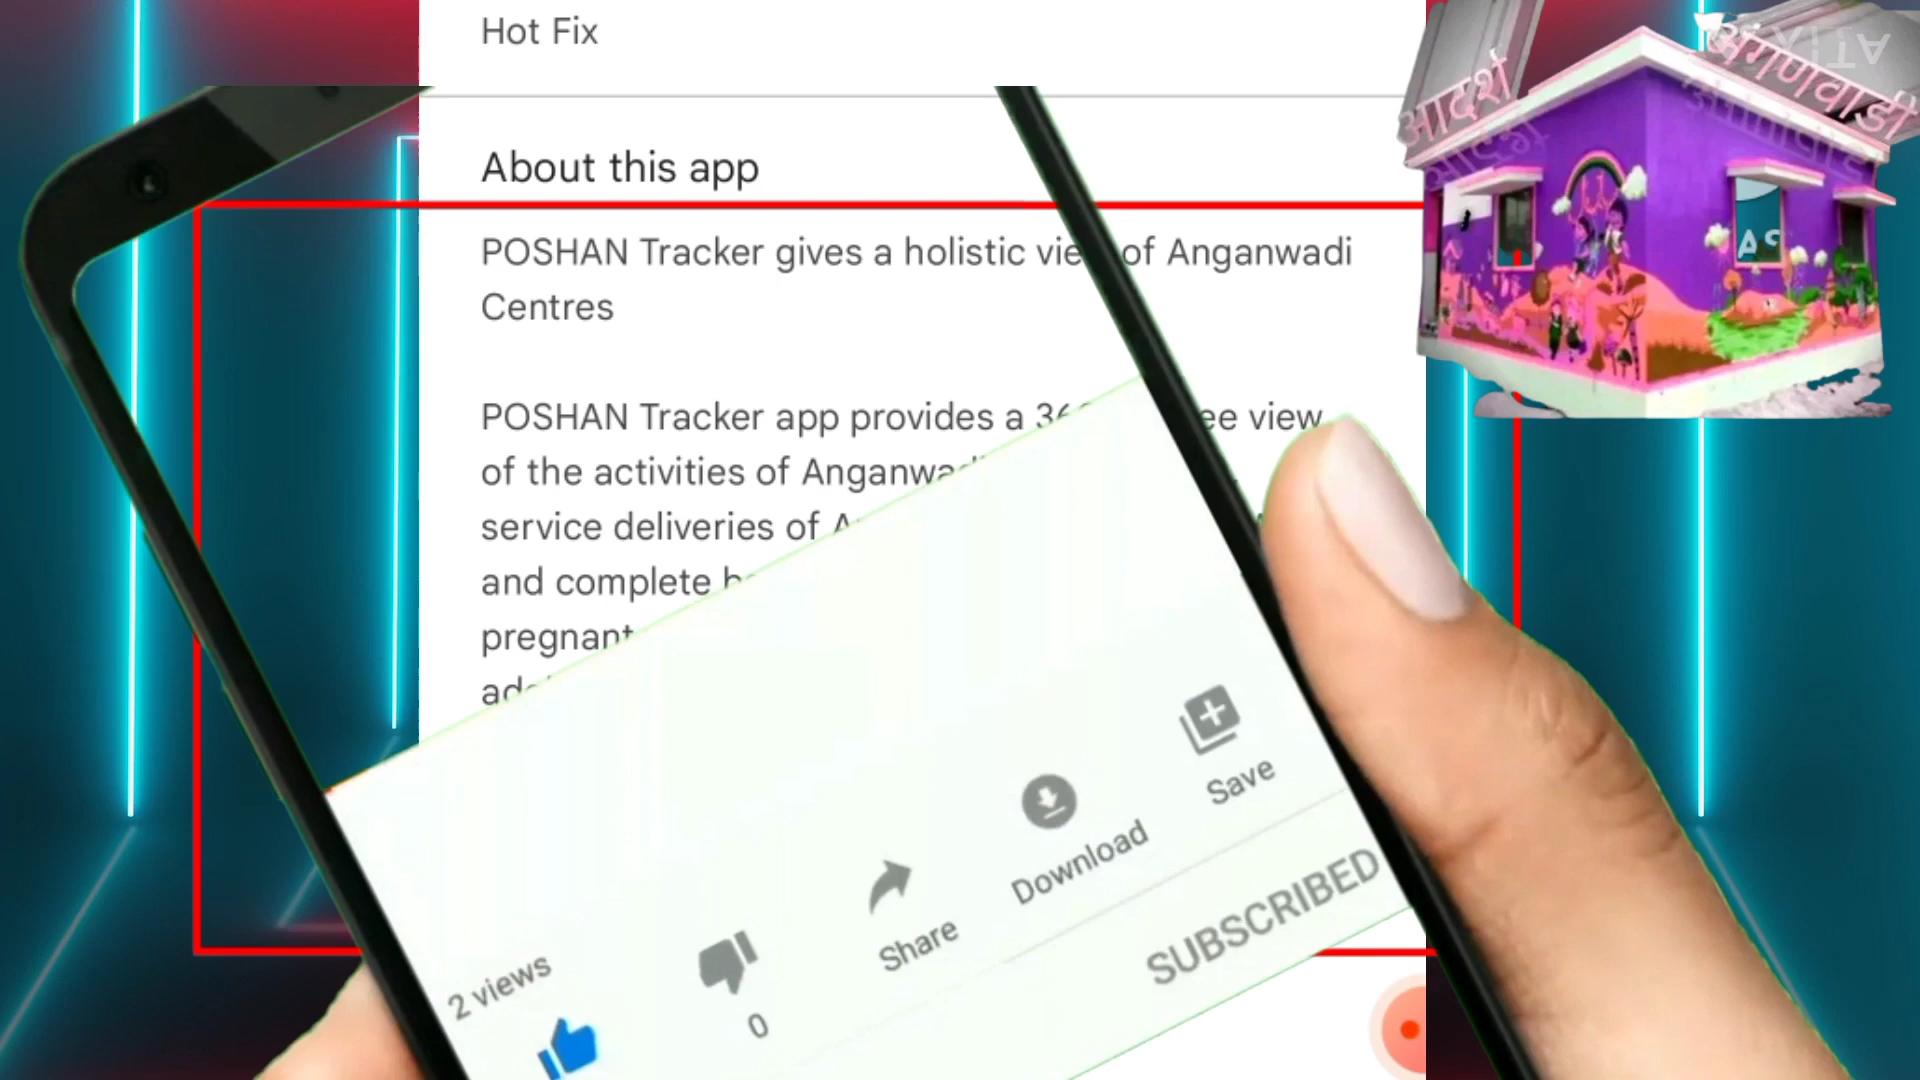 Hot Fix
About this app
POSHAN Tracker gives a holistic vie of Anganwadi
Centres
POSHAN Tracker app provides a ee view
of the activities of Anganwa
service deliveries of A
and complete
pregnant
2 views
0
Share
Download
Save
SUBSCRIBED
आदर्श
अंगणवाडी